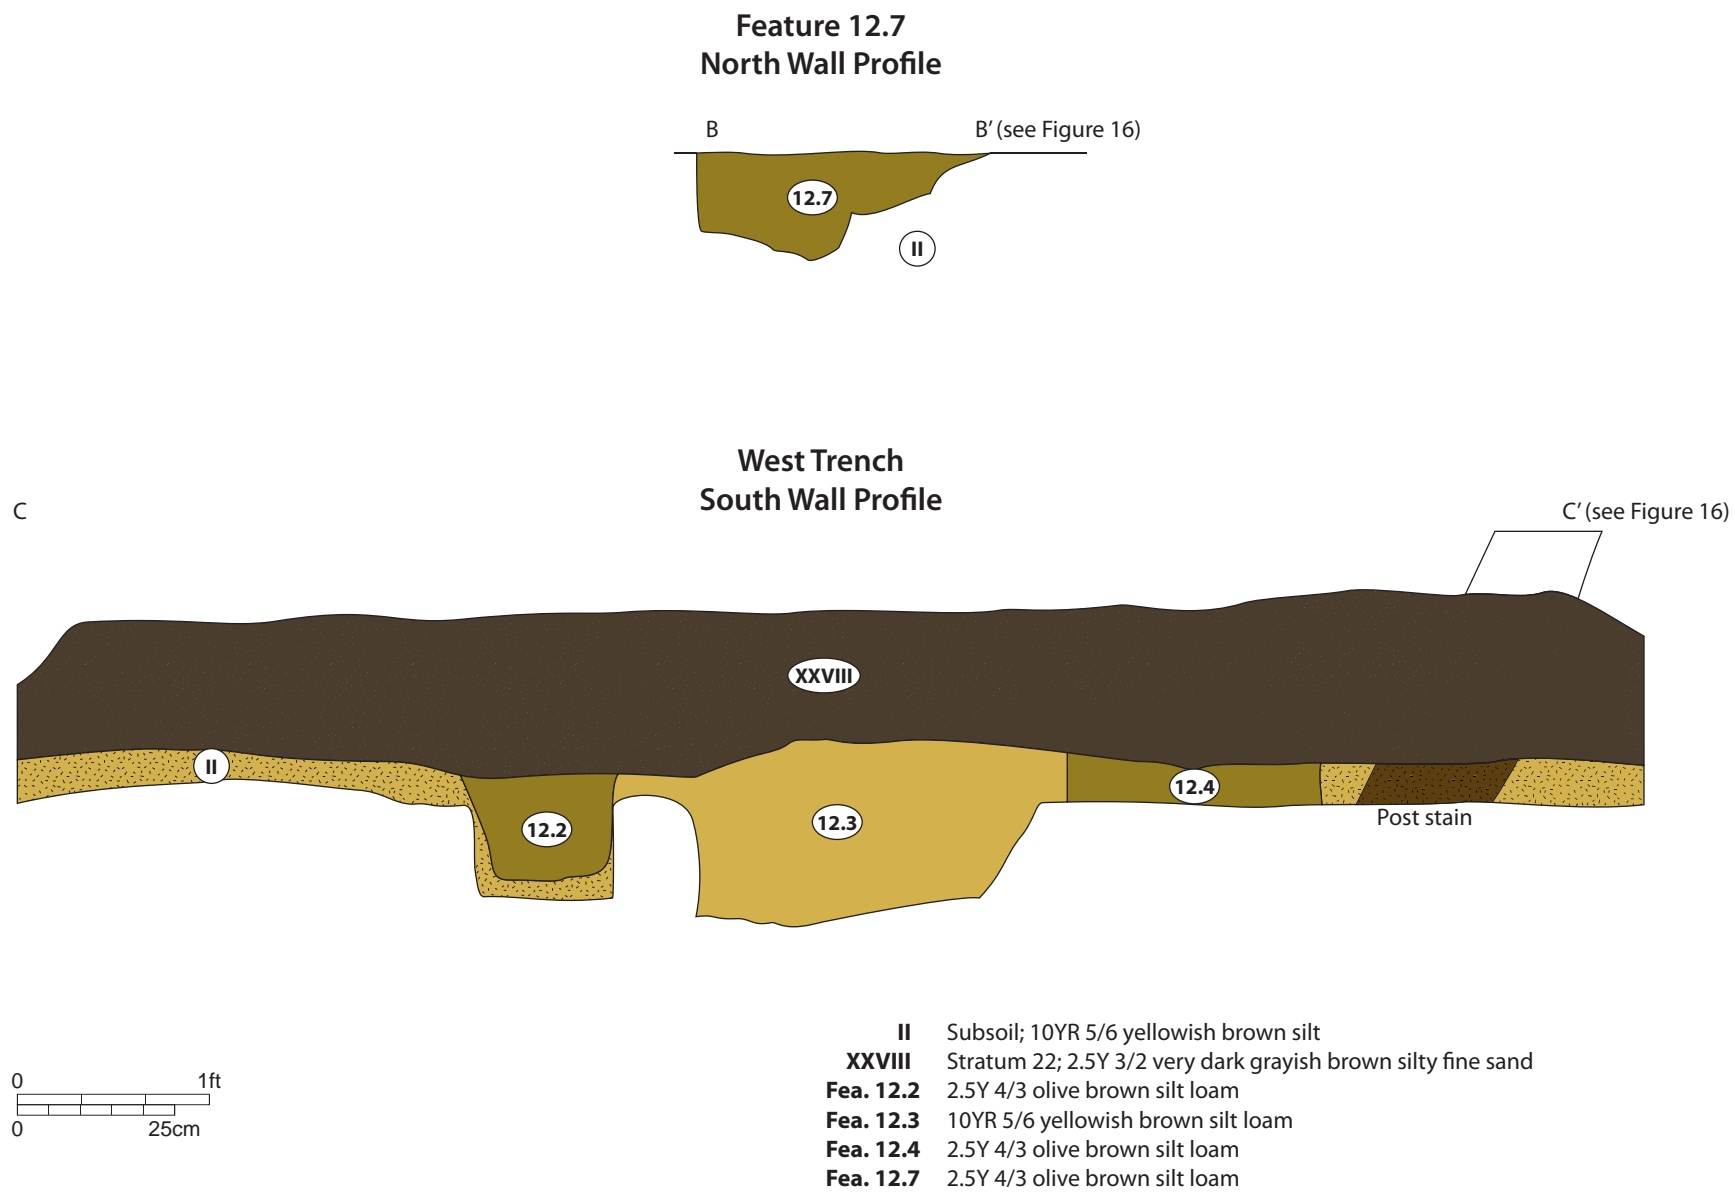 Feature 12.7
North Wall Profile
B B’ (see Figure 16)
12.7
II
West Trench
South Wall Profile
C C’ (see Figure 16)
XXVIII
II
12.4
12.3
12.2
Post stain
II Subsoil; 10YR 5/6 yellowish brown silt
XXVIII Stratum 22; 2.5Y 3/2 very dark grayish brown silty fine sand
Fea. 12.2 2.5Y 4/3 olive brown silt loam
Fea. 12.3 10YR 5/6 yellowish brown silt loam
Fea. 12.4 2.5Y 4/3 olive brown silt loam
Fea. 12.7 2.5Y 4/3 olive brown silt loam
0 1ft
0 25cm